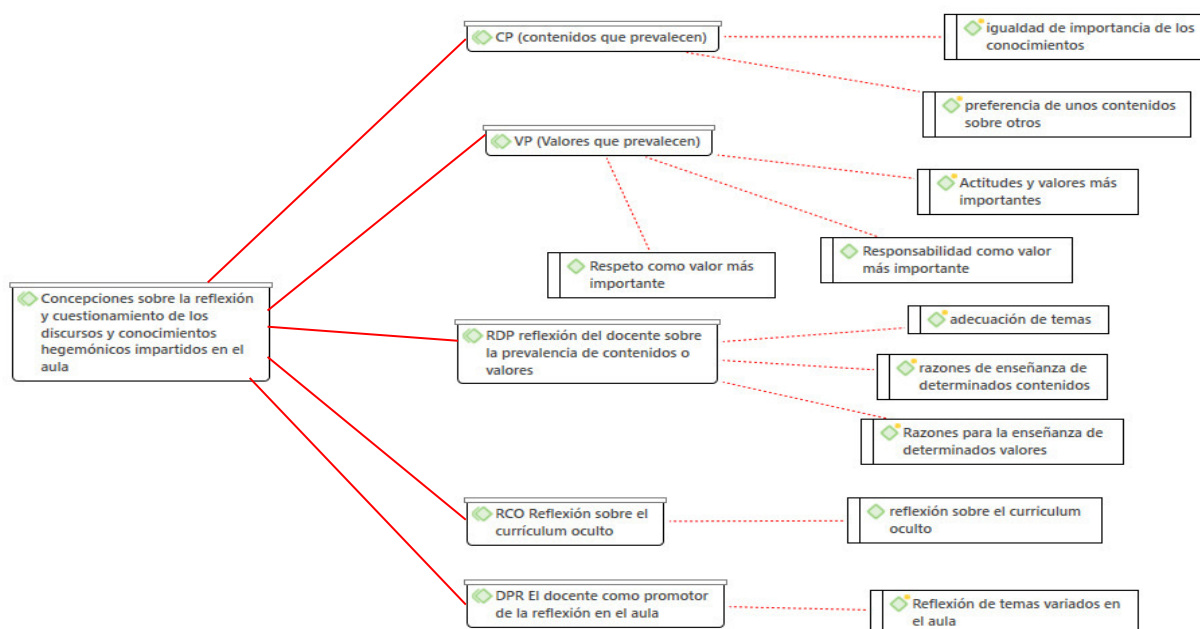 CP (contenidos que prevalecen)
igualdad de importancia de los
conocimientos
preferencia de unos contenidos
sobre otros
VP (Valores que prevalecen)
Actitudes y valores más
importantes
Responsabilidad como valor
más importante
Respeto como valor más
importante
Concepciones sobre la reflexión
y cuestionamiento de los
discursos y conocimientos
hegemónicos impartidos en el
aula
RDP reflexión del docente sobre
la prevalencia de contenidos o
valores
adecuación de temas
razones de enseñanza de
determinados contenidos
Razones para la enseñanza de
determinados valores
RCO Reflexión sobre el
currículum oculto
reflexión sobre el curriculum
oculto
DPR El docente como promotor
de la reflexión en el aula
Reflexión de temas variados en
el aula